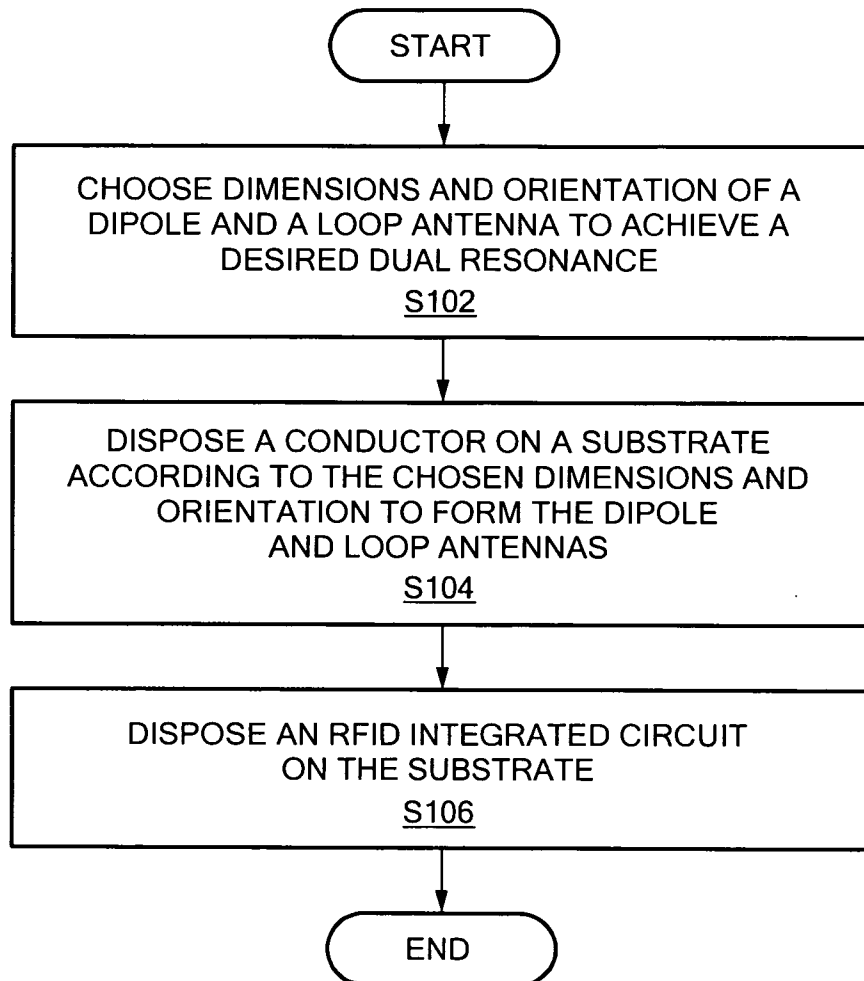 START
CHOOSE DIMENSIONS AND ORIENTATION OF A
DIPOLE AND A LOOP ANTENNA TO ACHIEVE A
DESIRED DUAL RESONANCE
S102
DISPOSE A CONDUCTOR ON A SUBSTRATE
ACCORDING TO THE CHOSEN DIMENSIONS AND
ORIENTATION TO FORM THE DIPOLE
AND LOOP ANTENNAS
S104
DISPOSE AN RFID INTEGRATED CIRCUIT
ON THE SUBSTRATE
S106
END